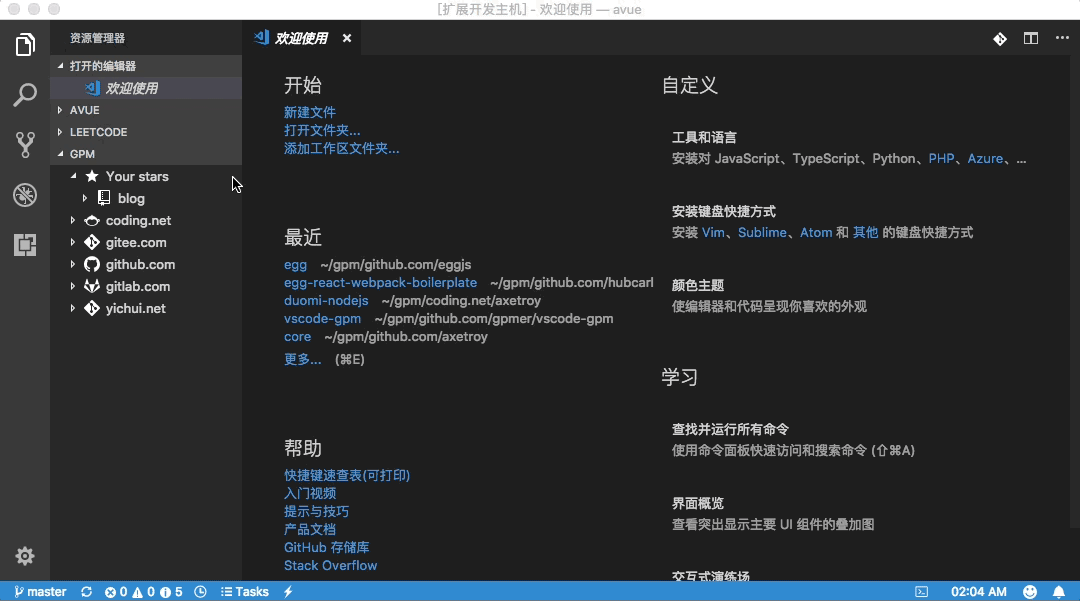 [扩展开发主机] - 欢迎使用 — avue
资源管理器
打开的编辑器
欢迎使用
AVUE
LEETCODE
GPM
Your stars
blog
coding.net
gitee.com
github.com
gitlab.com
yichui.net
欢迎使用
开始
新建文件
打开文件夹...
添加工作区文件夹...
最近
egg ~/gpm/github.com/eggjs
egg-react-webpack-boilerplate ~/gpm/github.com/hubcarl
duomi-nodejs ~/gpm/coding.net/axetroy
vscode-gpm ~/gpm/github.com/gpmer/vscode-gpm
core ~/gpm/github.com/axetroy
更多... (⌘E)
帮助
快捷键速查表(可打印)
入门视频
提示与技巧
产品文档
GitHub 存储库
Stack Overflow
自定义
工具和语言
安装对 JavaScript、TypeScript、Python、PHP、Azure、...
安装键盘快捷方式
安装 Vim、Sublime、Atom 和 其他 的键盘快捷方式
颜色主题
使编辑器和代码呈现你喜欢的外观
学习
查找并运行所有命令
使用命令面板快速访问和搜索命令 (⇧⌘A)
界面概览
查看突出显示主要 UI 组件的叠加图
交互式演练场
master 0 0 5 Tasks 02:04 AM